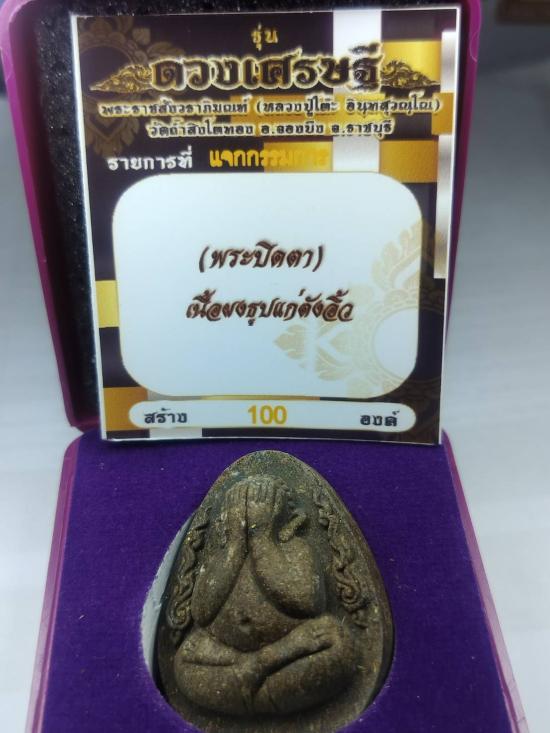 รุ่น
ดวงเศรษฐี
พระราชสังวราภิมณฑ์ (หลวงปู่โต๊ะ อินทสุวณโณ)
วัดถ้ำสิงโตทอง อ.จอมบึง จ.ราชบุรี
รายการที่ แจกกรรมการ
(พระปิดตา)
เนื้อผงธูปแก่ดังอิ้ว
สร้าง 100 องค์